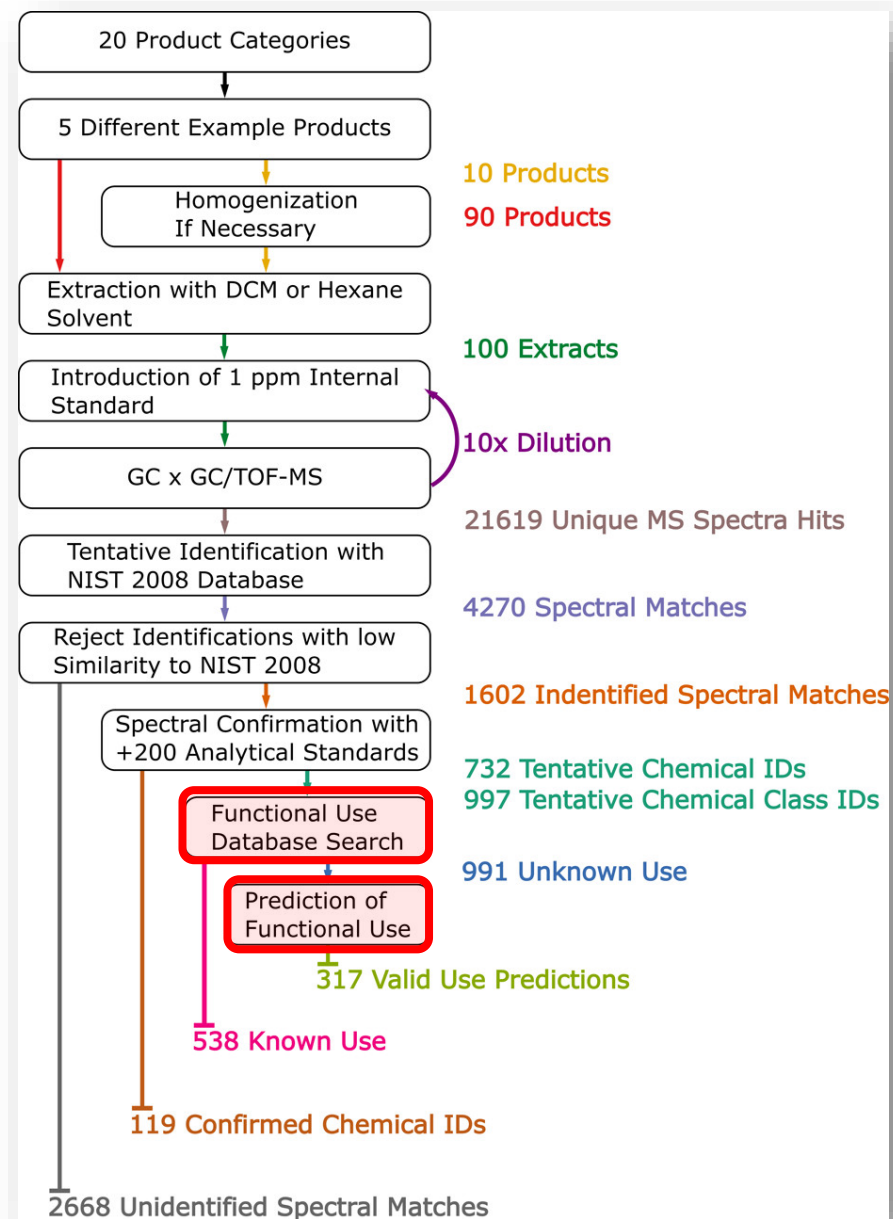 20 Product Categories
5 Different Example Products
10 Products
Homogenization
If Necessary
90 Products
Extraction with DCM or Hexane
Solvent
100 Extracts
Introduction of 1 ppm Internal
Standard
10x Dilution
GC x GC/TOF-MS
21619 Unique MS Spectra Hits
Tentative Identification with
NIST 2008 Database
4270 Spectral Matches
Reject Identifications with low
Similarity to NIST 2008
1602 Indentified Spectral Matches
Spectral Confirmation with
+200 Analytical Standards
732 Tentative Chemical IDs
997 Tentative Chemical Class IDs
Functional Use
Database Search
991 Unknown Use
Prediction of
Functional Use
317 Valid Use Predictions
538 Known Use
119 Confirmed Chemical IDs
2668 Unidentified Spectral Matches